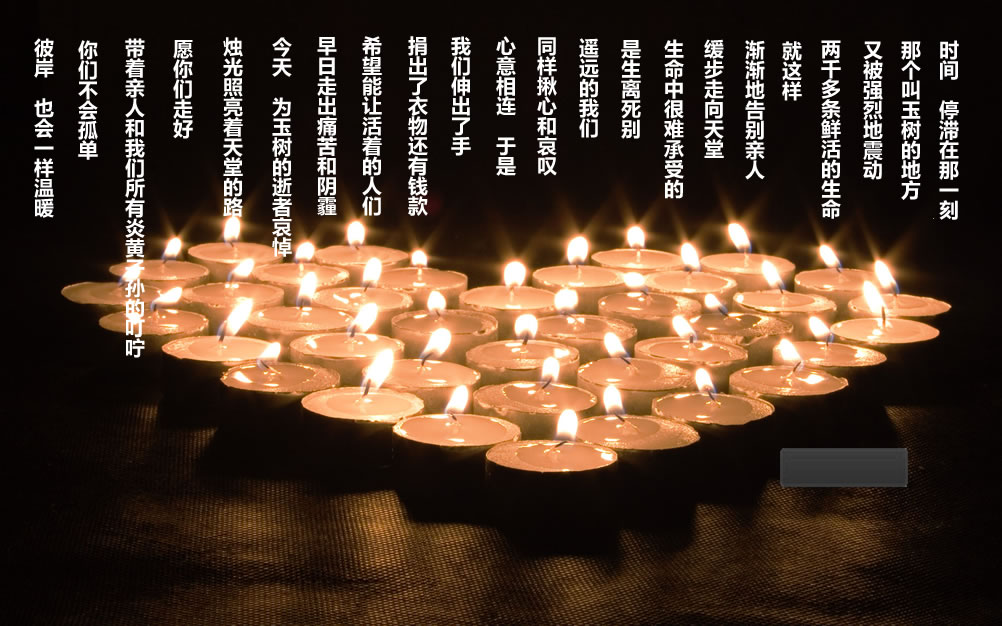 时间 停滞在那一刻
那个叫玉树的地方
又被强烈地震动
两千多条鲜活的生命
就这样
渐渐地告别亲人
缓步走向天堂
生命中很难承受的
是生离死别
遥远的我们
同样揪心和哀叹
心意相连 于是
我们伸出了手
捐出了衣物还有钱款
希望能让活着的人们
早日走出痛苦和阴霾
今天 为玉树的逝者哀悼
烛光照亮着天堂的路
愿你们走好
带着亲人和我们所有炎黄子孙的叮咛
你们不会孤单
彼岸 也会一样温暖